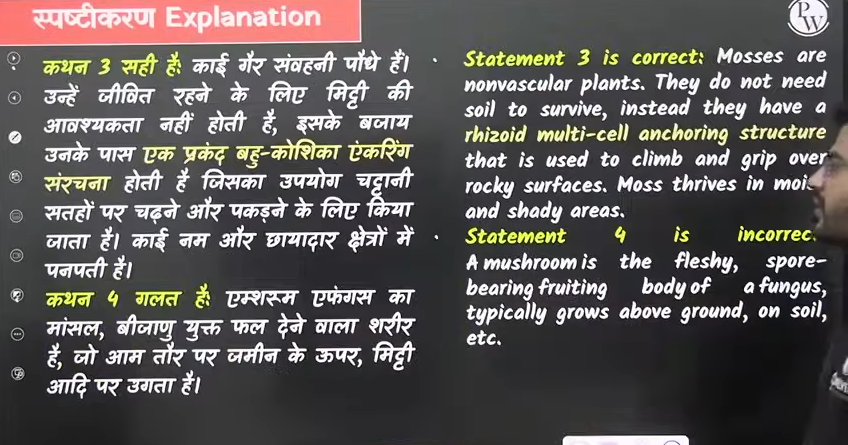 स्पष्टीकरण Explanation
PW
कथन 3 सही है: काई गैर संवहनी पौधे हैं।
उन्हें जीवित रहने के लिए मिट्टी की
आवश्यकता नहीं होती है, इसके बजाय
उनके पास एक प्रकंद बहु-कोशिका एंकरिंग
संरचना होती है जिसका उपयोग चट्टानी
सतहों पर चढ़ने और पकड़ने के लिए किया
जाता है। काई नम और छायादार क्षेत्रों में
पनपती है।
कथन 4 गलत है: एम्शरूम एफंगस का
मांसल, बीजाणु युक्त फल देने वाला शरीर
है, जो आम तौर पर जमीन के ऊपर, मिट्टी
आदि पर उगता है।
Statement 3 is correct: Mosses are
nonvascular plants. They do not need
soil to survive, instead they have a
rhizoid multi-cell anchoring structure
that is used to climb and grip over
rocky surfaces. Moss thrives in
and shady areas.
Statement 4 is
A mushroom is the fleshy, spore-
bearing fruiting body of a fungus,
typically grows above ground, on soil,
etc.